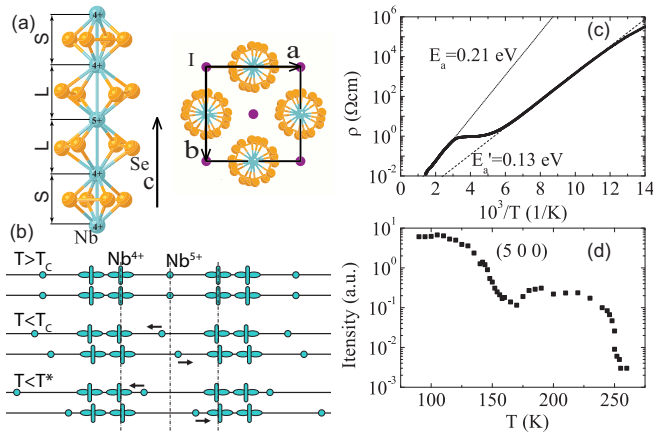 (a)
S
L
L
S
4+
4+
5+
4+
4+
Nb
Se
c
I
a
b
(b)
Nb4+
Nb5+
T>Tc
T<Tc
T<T*
(c)
Ea=0.21 eV
Ea'=0.13 eV
ρ (Ωcm)
10^6
10^4
10^2
10^0
10^-2
0 2 4 6 8 10 12 14
10^3/T (1/K)
(5 0 0)
(d)
Itensity (a.u.)
10^1
10^0
10^-1
10^-2
10^-3
100 150 200 250
T (K)